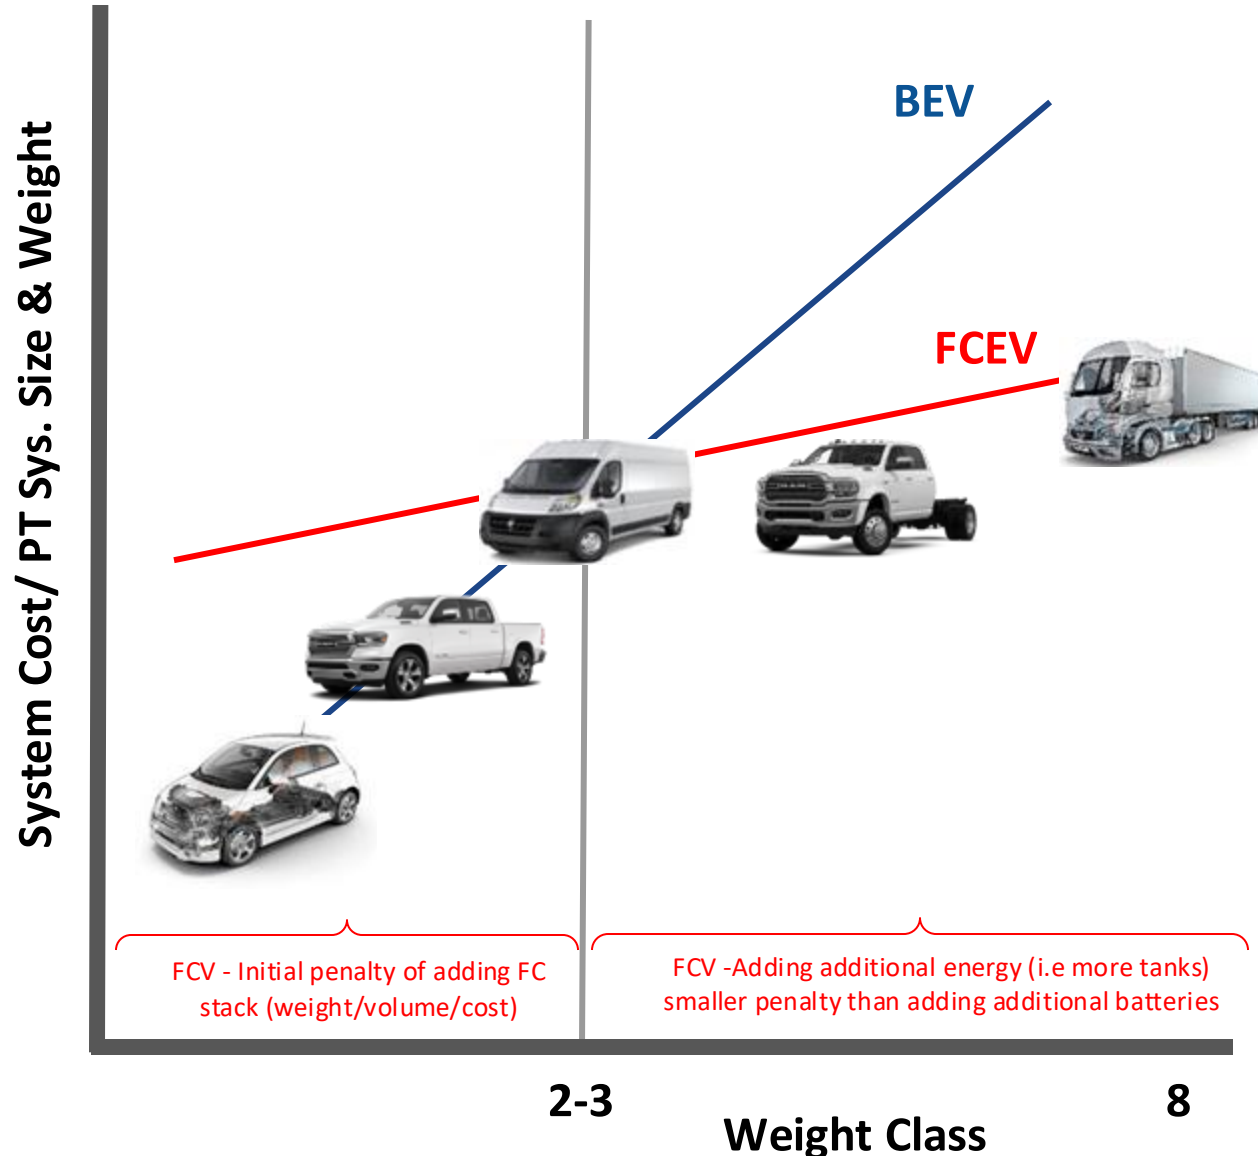 System Cost/ PT Sys. Size & Weight
BEV
FCEV
FCV - Initial penalty of adding FC
stack (weight/volume/cost)
FCV -Adding additional energy (i.e more tanks)
smaller penalty than adding additional batteries
2-3
8
Weight Class